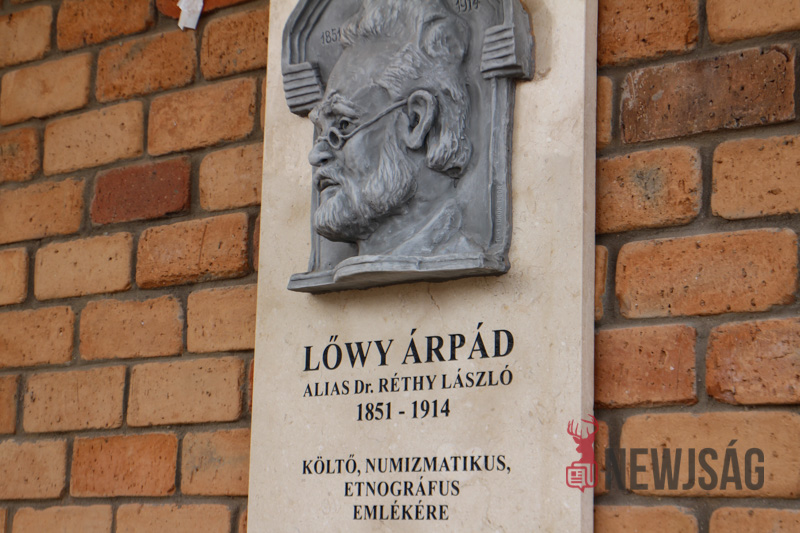 1851 1914
LŐWY ÁRPÁD
ALIAS Dr. RÉTHY LÁSZLÓ
1851 - 1914
KÖLTŐ, NUMIZMATIKUS,
ETNOGRÁFUS
EMLÉKÉRE
NEWJSÁG